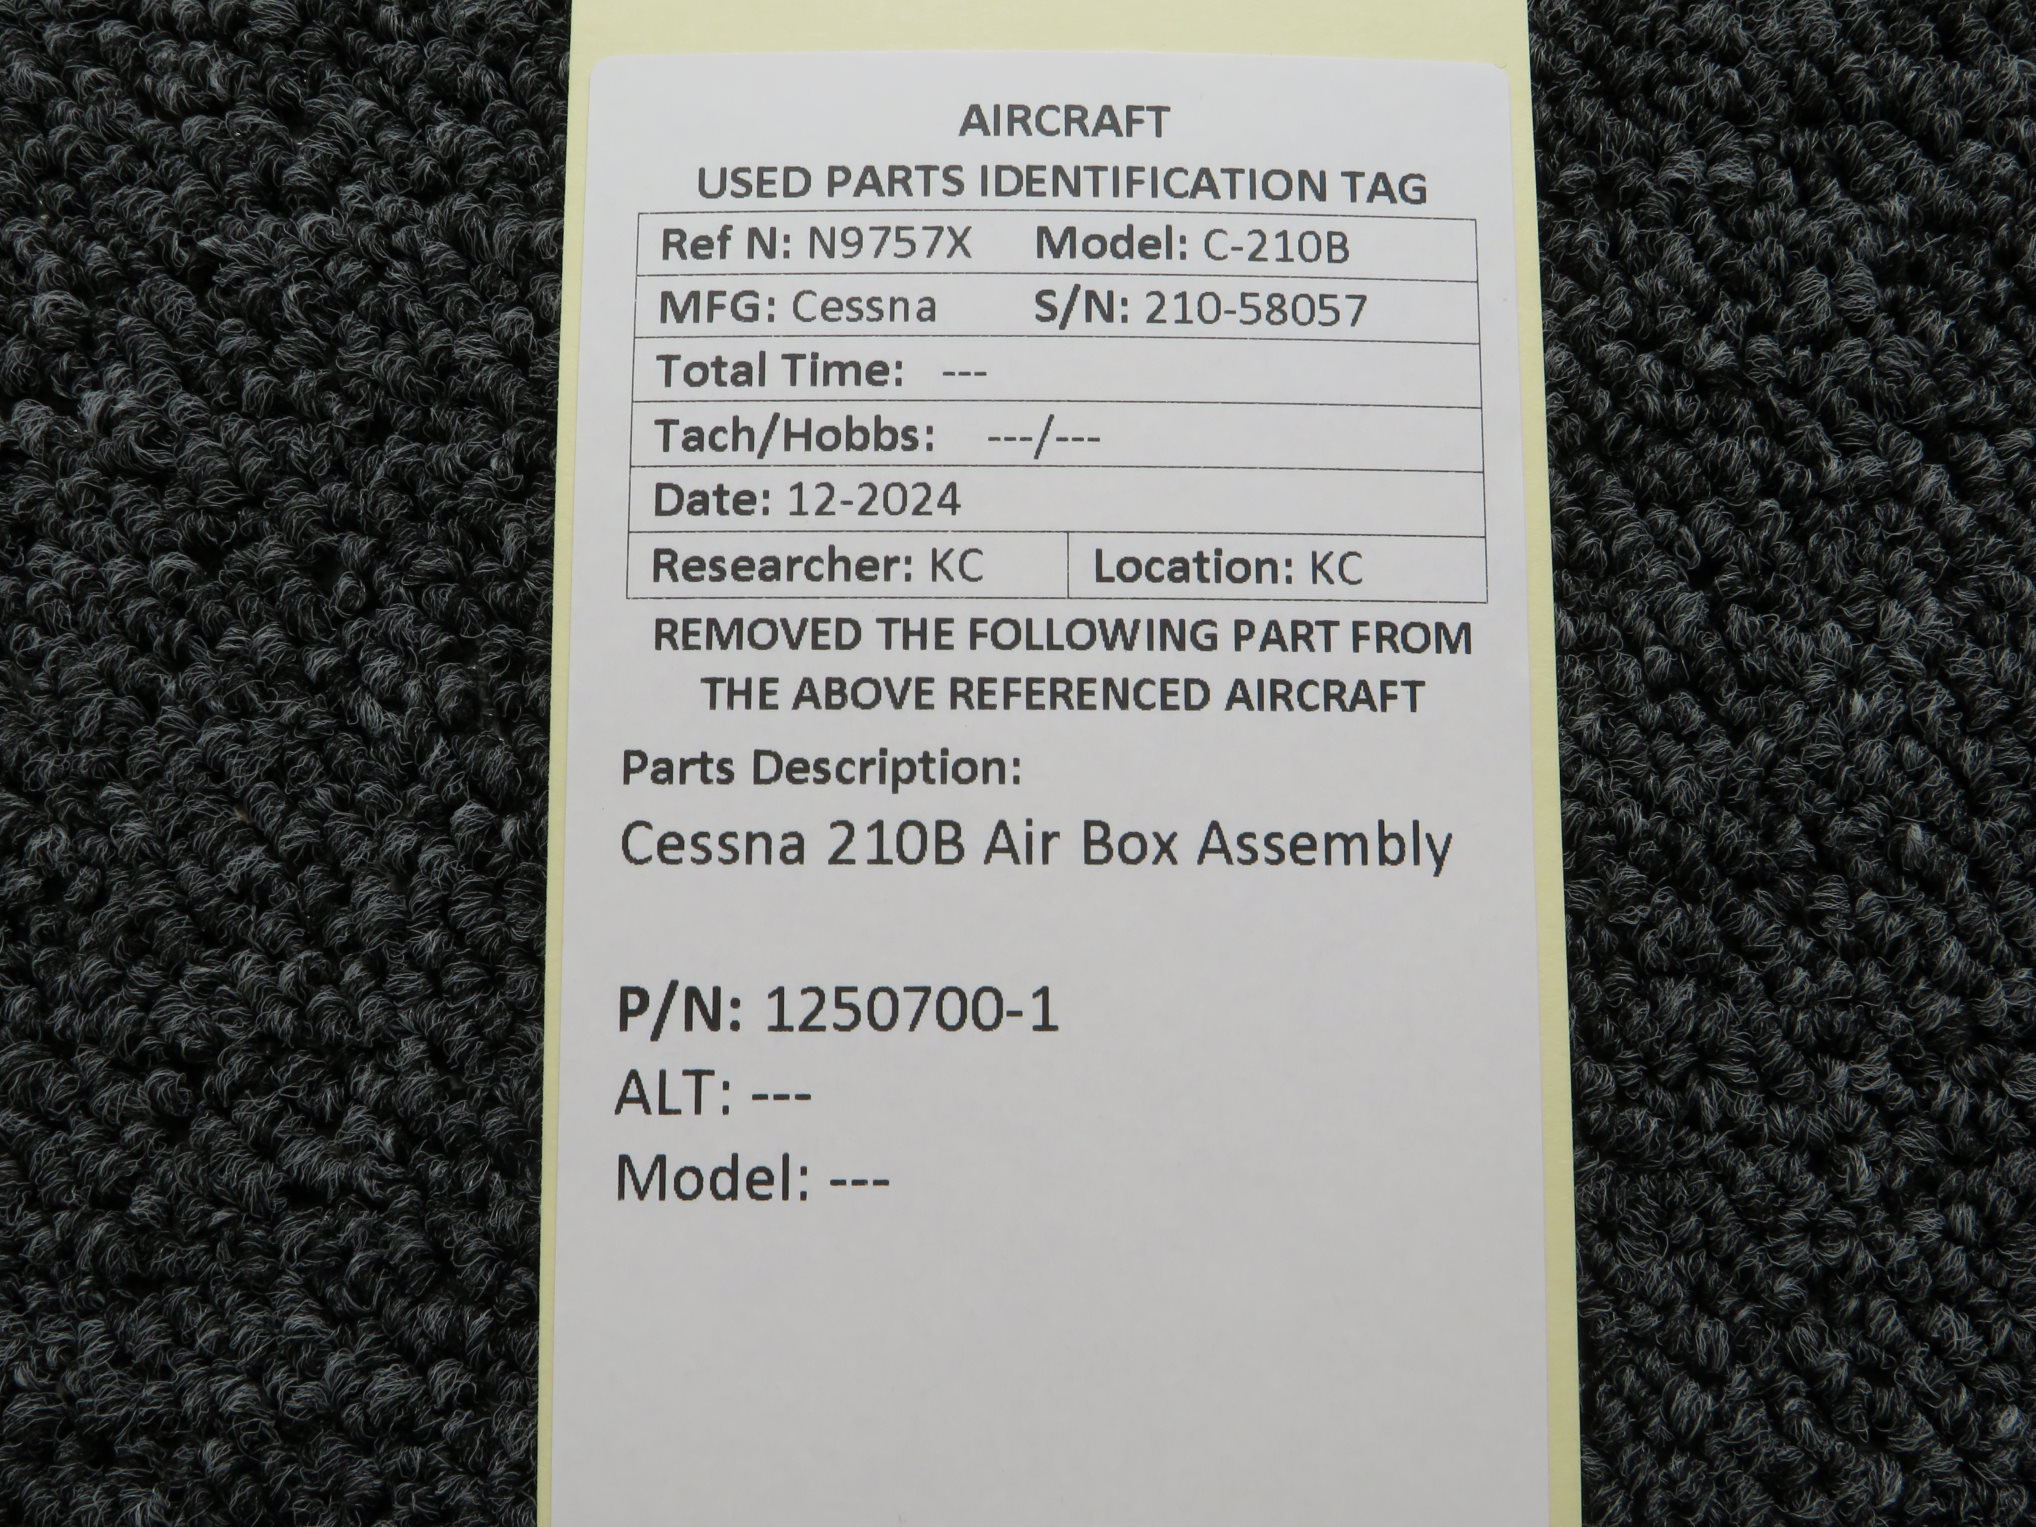 AIRCRAFT
USED PARTS IDENTIFICATION TAG
Ref N: N9757X Model: C-210B
MFG: Cessna S/N: 210-58057
Total Time: ---
Tach/Hobbs: ---/---
Date: 12-2024
Researcher: KC Location: KC
REMOVED THE FOLLOWING PART FROM
THE ABOVE REFERENCED AIRCRAFT
Parts Description:
Cessna 210B Air Box Assembly
P/N: 1250700-1
ALT: ---
Model: ---